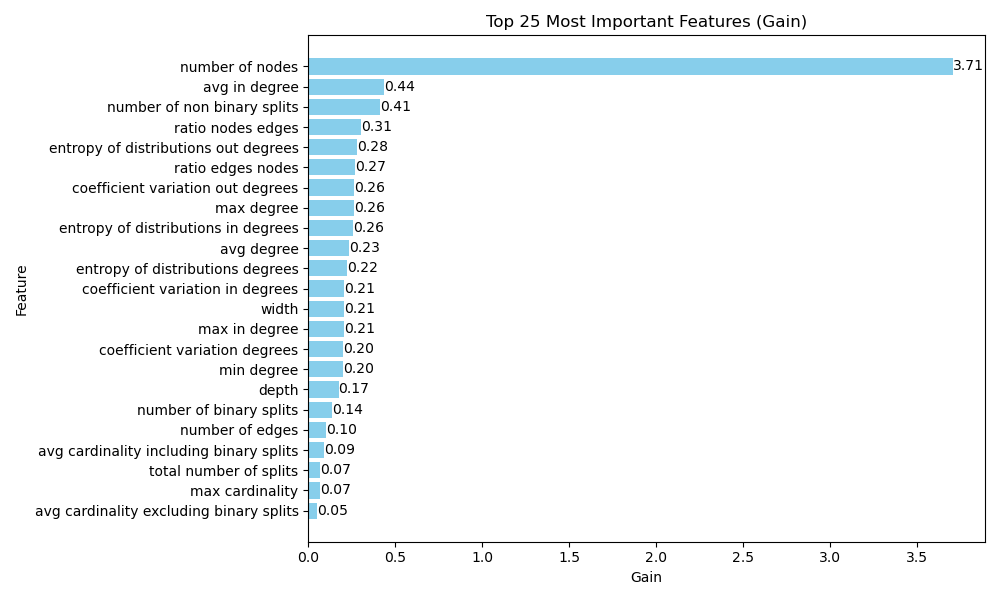 Top 25 Most Important Features (Gain)
number of nodes 3.71
avg in degree 0.44
number of non binary splits 0.41
ratio nodes edges 0.31
entropy of distributions out degrees 0.28
ratio edges nodes 0.27
coefficient variation out degrees 0.26
max degree 0.26
entropy of distributions in degrees 0.26
avg degree 0.23
entropy of distributions degrees 0.22
coefficient variation in degrees 0.21
width 0.21
max in degree 0.21
coefficient variation degrees 0.20
min degree 0.20
depth 0.17
number of binary splits 0.14
number of edges 0.10
avg cardinality including binary splits 0.09
total number of splits 0.07
max cardinality 0.07
avg cardinality excluding binary splits 0.05
Feature
0.0 0.5 1.0 1.5 2.0 2.5 3.0 3.5
Gain